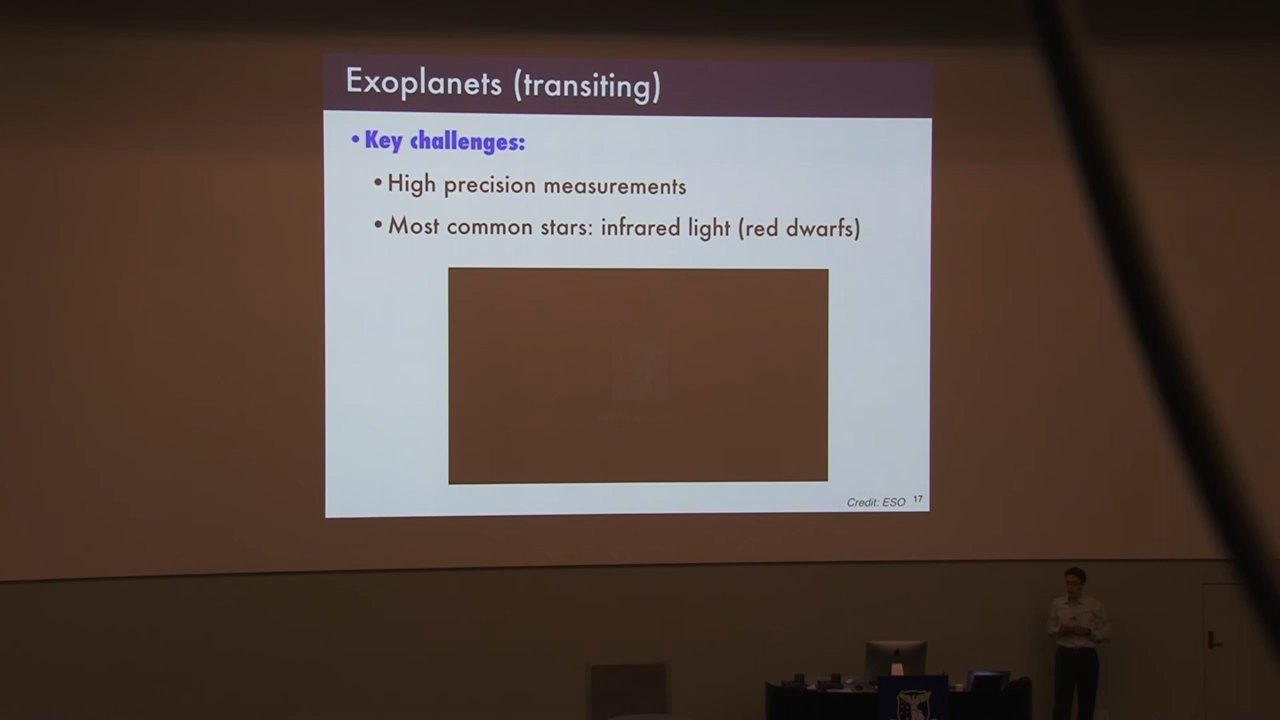 Exoplanets (transiting)
• Key challenges:
• High precision measurements
• Most common stars: infrared light (red dwarfs)
Credit: ESO 17